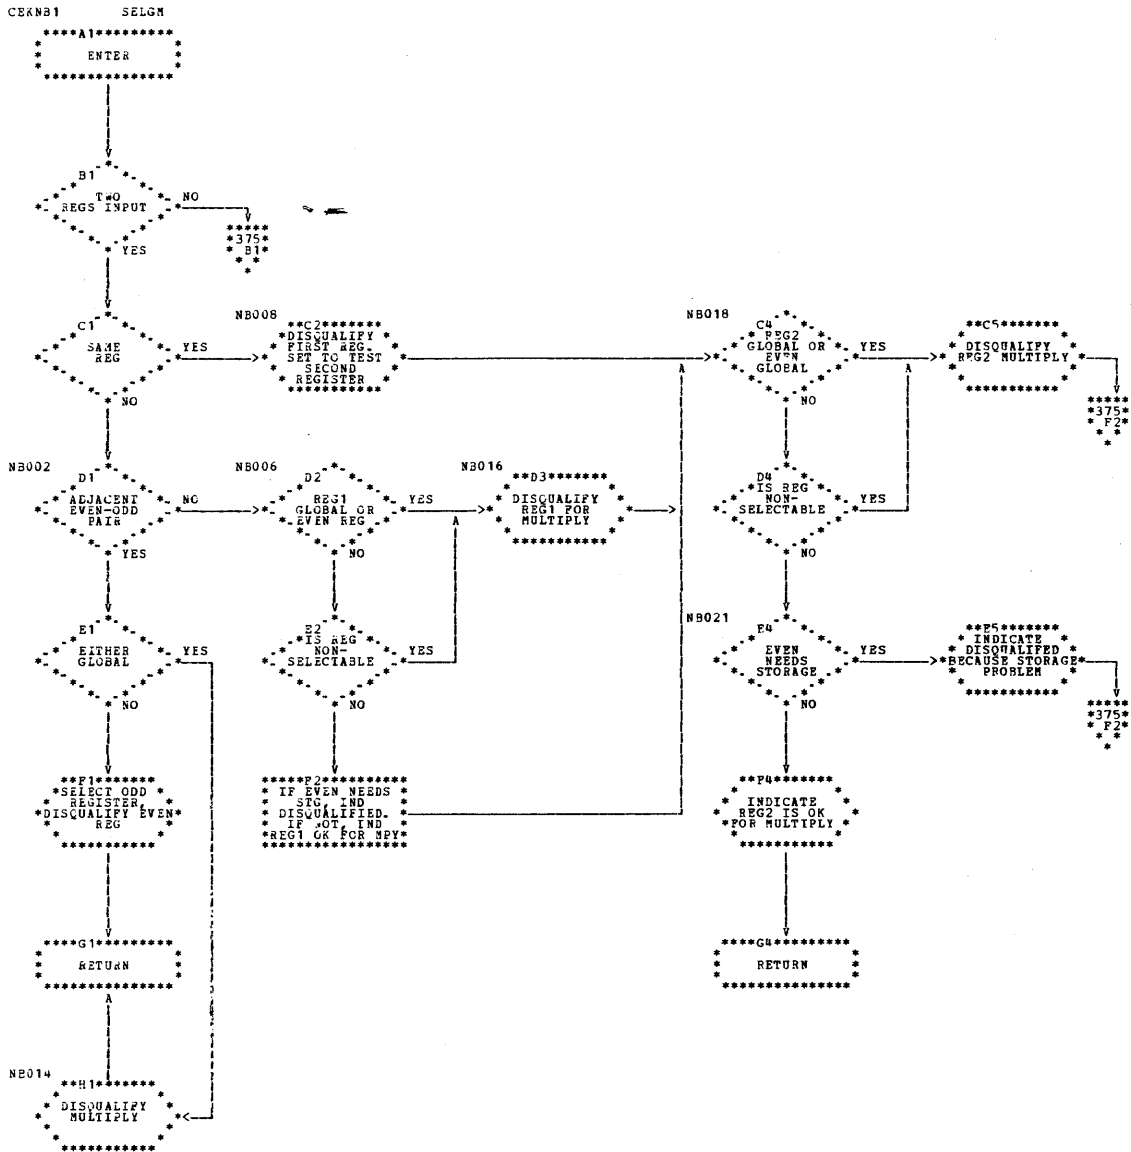 CEKNB1 SELGM
A1
ENTER
B1
TWO
REGS INPUT
NO
YES
375
B1
C1
SAME
REG
YES
NO
NB008
C2
DISQUALIFY
FIRST REG.
SET TO TEST
SECOND
REGISTER
NB018
C4
REG2
GLOBAL OR
EVEN
GLOBAL
YES
NO
C5
DISQUALIFY
REG2 MULTIPLY
375
F2
NB002
D1
ADJACENT
EVEN-ODD
PAIR
NO
YES
NB006
D2
REG1
GLOBAL OR
EVEN REG
YES
NO
NB016
D3
DISQUALIFY
REG1 FOR
MULTIPLY
D4
IS REG
NON-
SELECTABLE
YES
NO
E1
EITHER
GLOBAL
YES
NO
E2
IS REG
NON-
SELECTABLE
YES
NO
NB021
E4
EVEN
NEEDS
STORAGE
YES
NO
E5
INDICATE
DISQUALIFED
BECAUSE STORAGE
PROBLEM
375
F2
F1
SELECT ODD
REGISTER,
DISQUALIFY EVEN
REG
F2
IF EVEN NEEDS
STG, IND
DISQUALIFIED.
IF NOT, IND
REG1 OK FOR MPY
F4
INDICATE
REG2 IS OK
FOR MULTIPLY
G1
RETURN
G4
RETURN
NB014
H1
DISQUALIFY
MULTIPLY